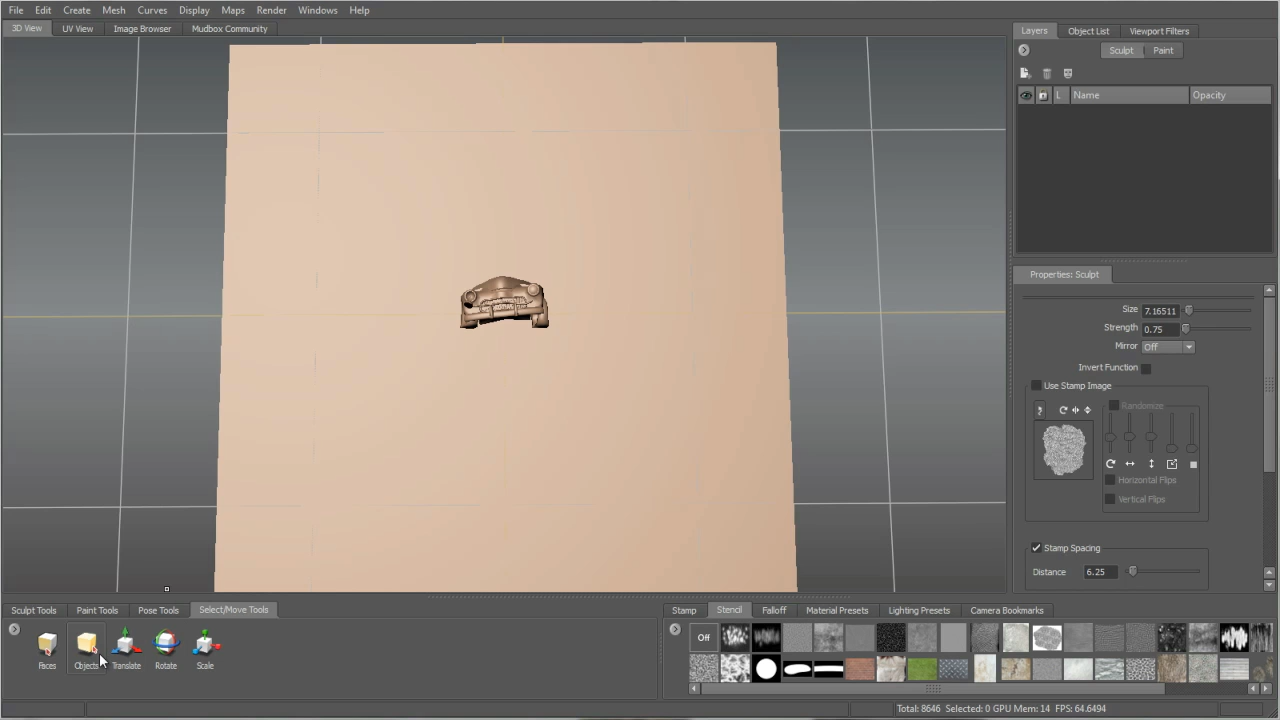 File Edit Create Mesh Curves Display Maps Render Windows Help
3D View UV View Image Browser Mudbox Community
Layers Object List Viewport Filters
Sculpt Paint
L Name Opacity
Properties: Sculpt
Size 7.16511
Strength 0.75
Mirror Off
Invert Function
Use Stamp Image
Randomize
Horizontal Flips
Vertical Flips
Stamp Spacing
Distance 6.25
Sculpt Tools Paint Tools Pose Tools Select/Move Tools
Faces Objects Translate Rotate Scale
Stamp Stencil Falloff Material Presets Lighting Presets Camera Bookmarks
Off
Total: 8646 Selected: 0 GPU Mem: 14 FPS: 64.6494